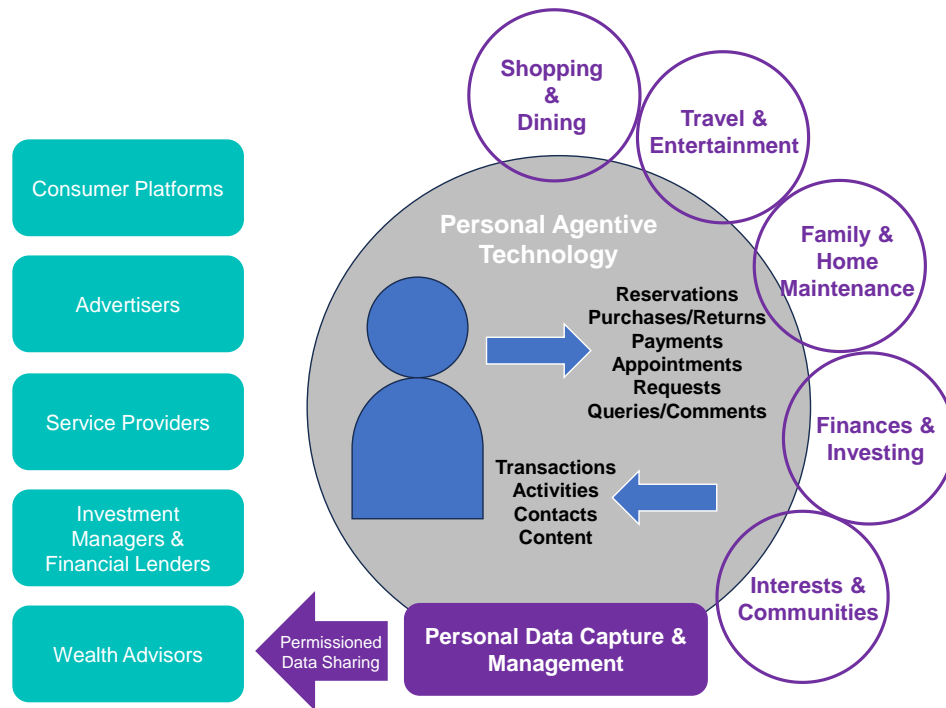 Shopping
&
Dining
Travel &
Entertainment
Family &
Home
Maintenance
Finances &
Investing
Interests &
Communities
Personal Agentive
Technology
Reservations
Purchases/Returns
Payments
Appointments
Requests
Queries/Comments
Transactions
Activities
Contacts
Content
Personal Data Capture &
Management
Permissioned
Data Sharing
Consumer Platforms
Advertisers
Service Providers
Investment
Managers &
Financial Lenders
Wealth Advisors